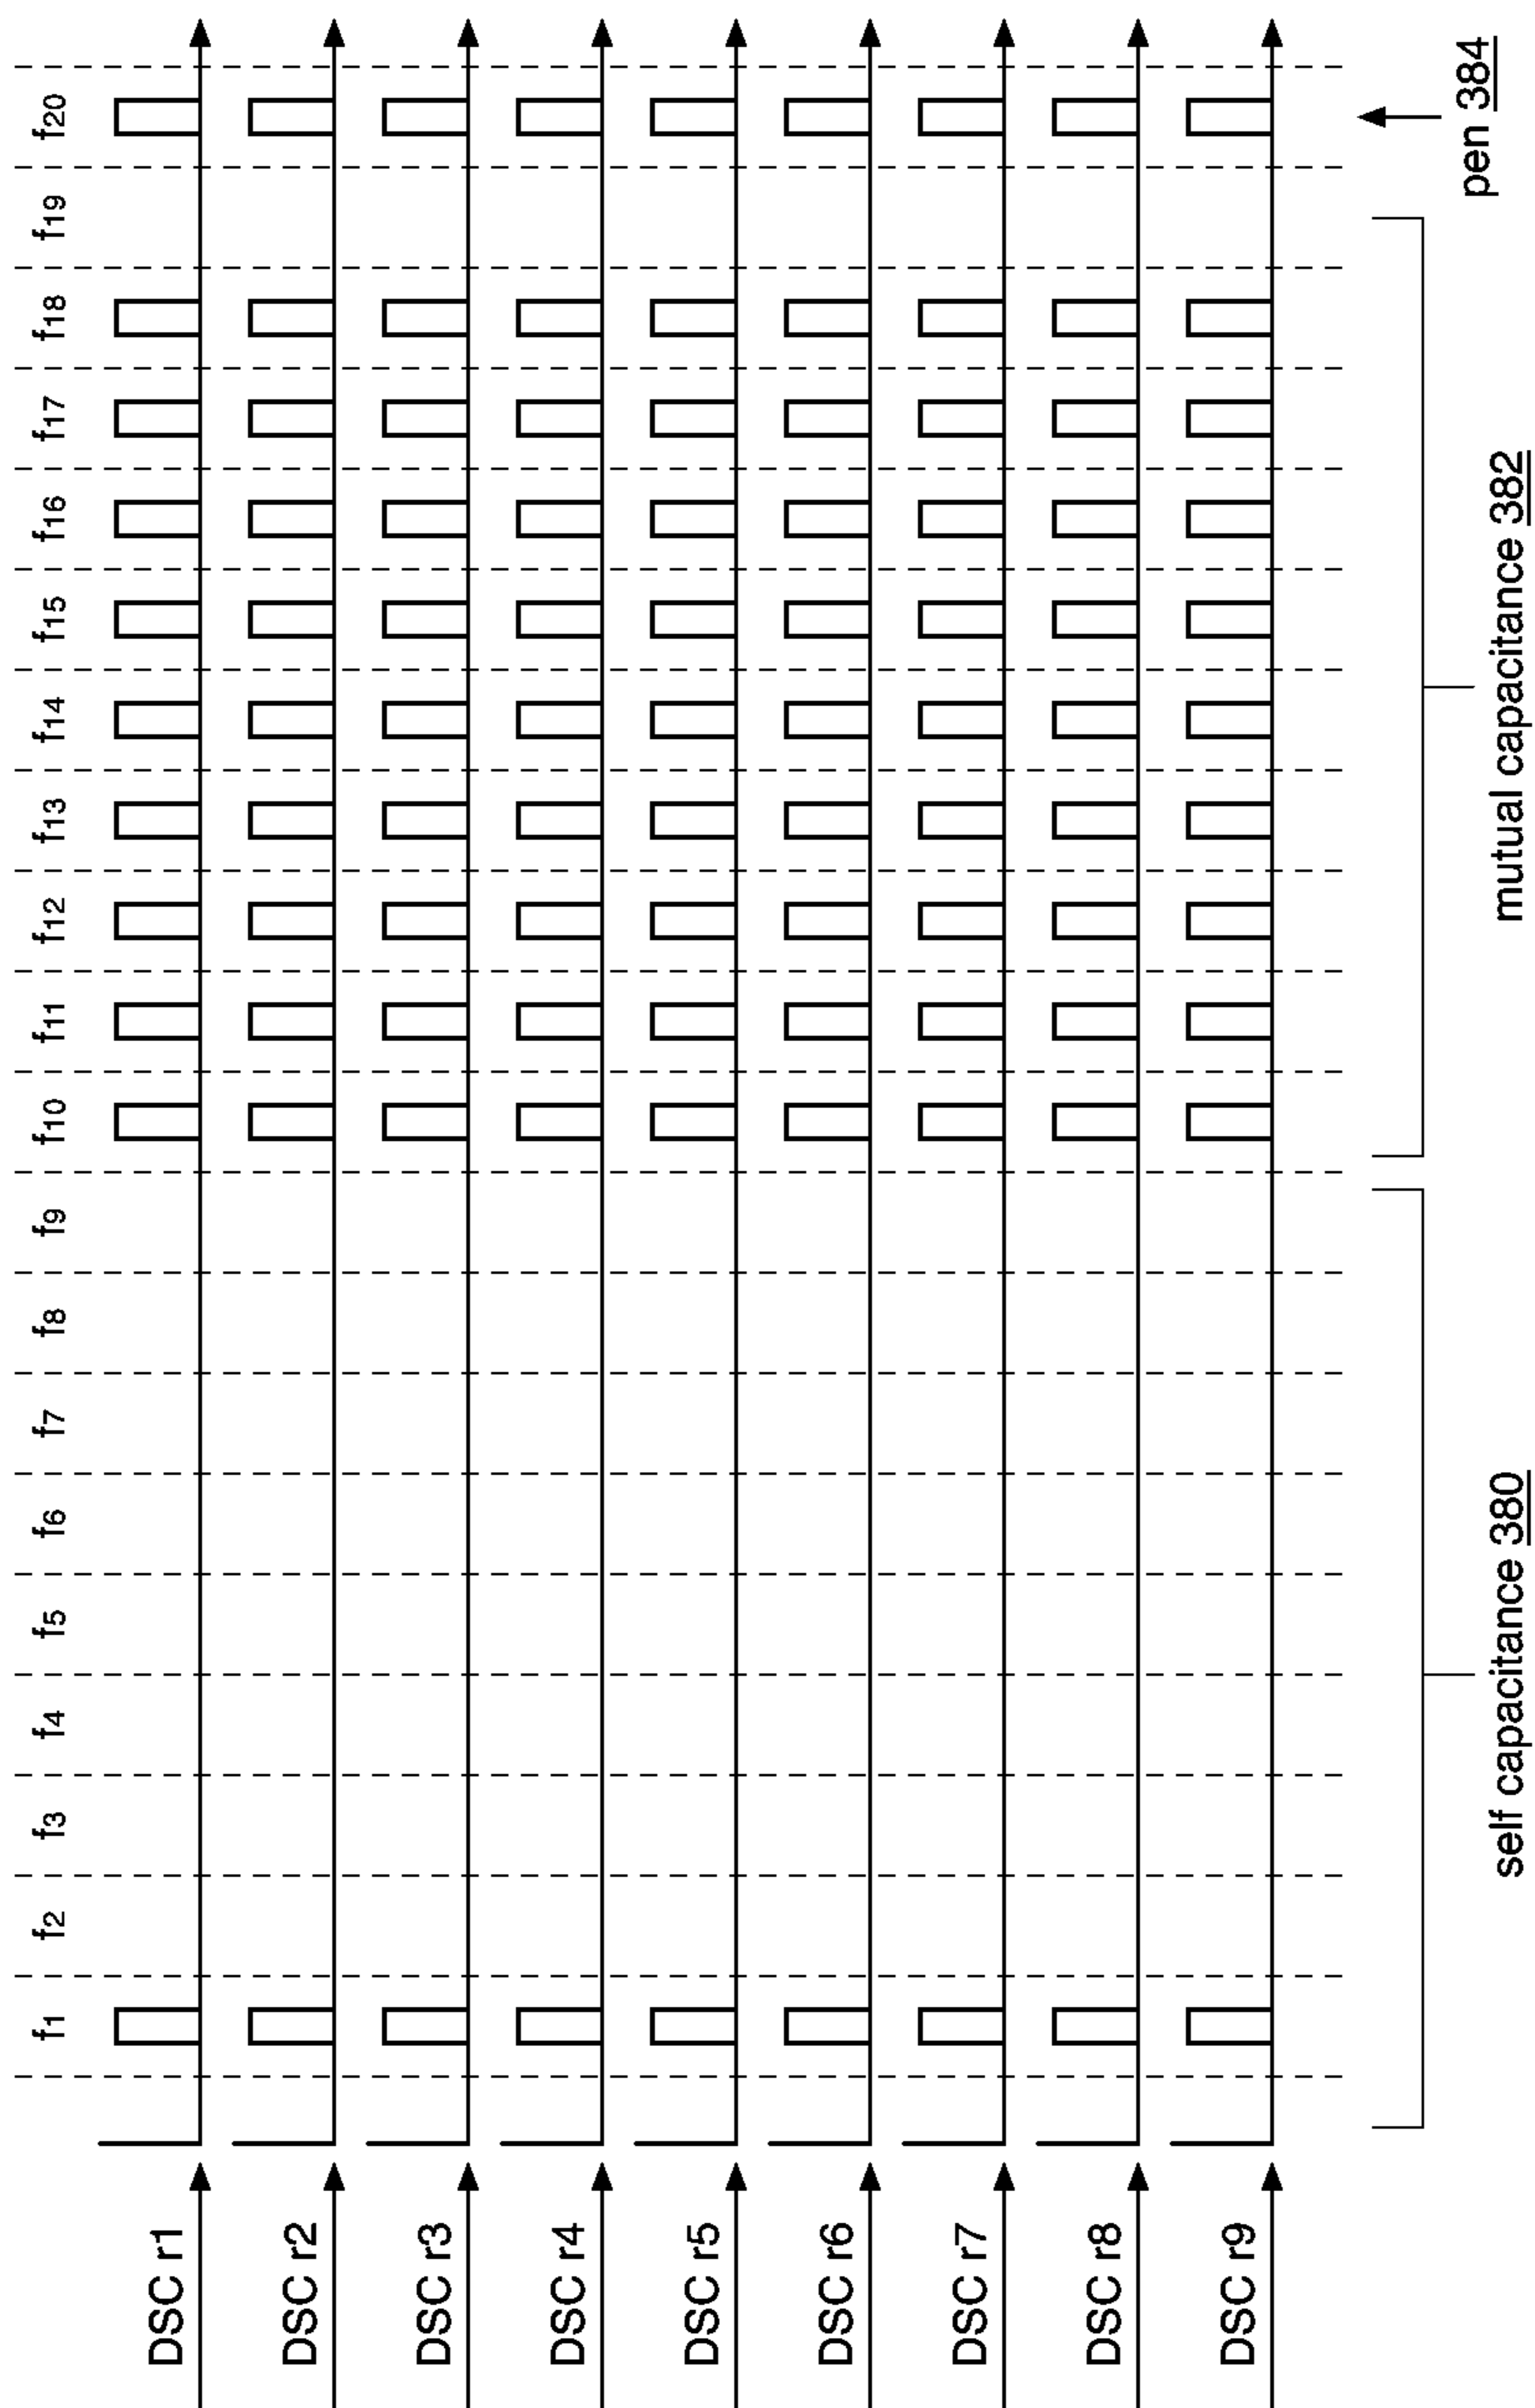 f1 f2 f3 f4 f5 f6 f7 f8 f9 f10 f11 f12 f13 f14 f15 f16 f17 f18 f19 f20
DSC r1
DSC r2
DSC r3
DSC r4
DSC r5
DSC r6
DSC r7
DSC r8
DSC r9
self capacitance 380
mutual capacitance 382
pen 384